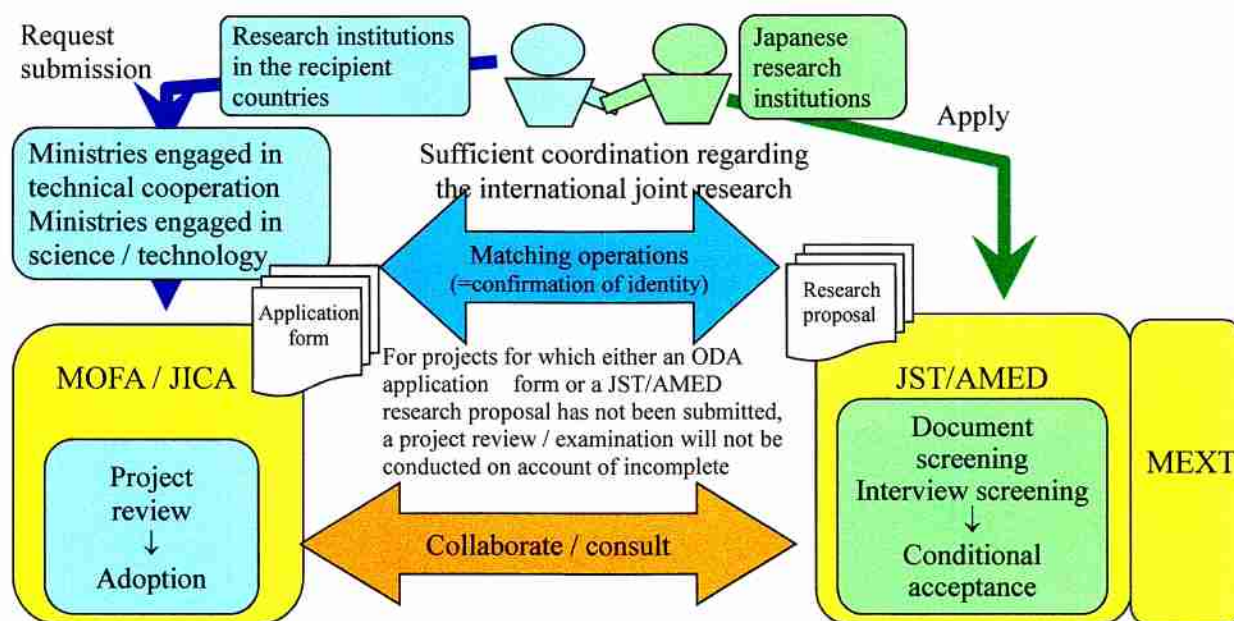 Request
submission
Research institutions
in the recipient
countries
Japanese
research
institutions
Apply
Ministries engaged in
technical cooperation
Ministries engaged in
science / technology
Sufficient coordination regarding
the international joint research
Matching operations
(=confirmation of identity)
Application
form
Research
proposal
MOFA / JICA
For projects for which either an ODA
application form or a JST/AMED
research proposal has not been submitted,
a project review / examination will not be
conducted on account of incomplete
JST/AMED
MEXT
Project
review
↓
Adoption
Collaborate / consult
Document
screening
Interview screening
↓
Conditional
acceptance